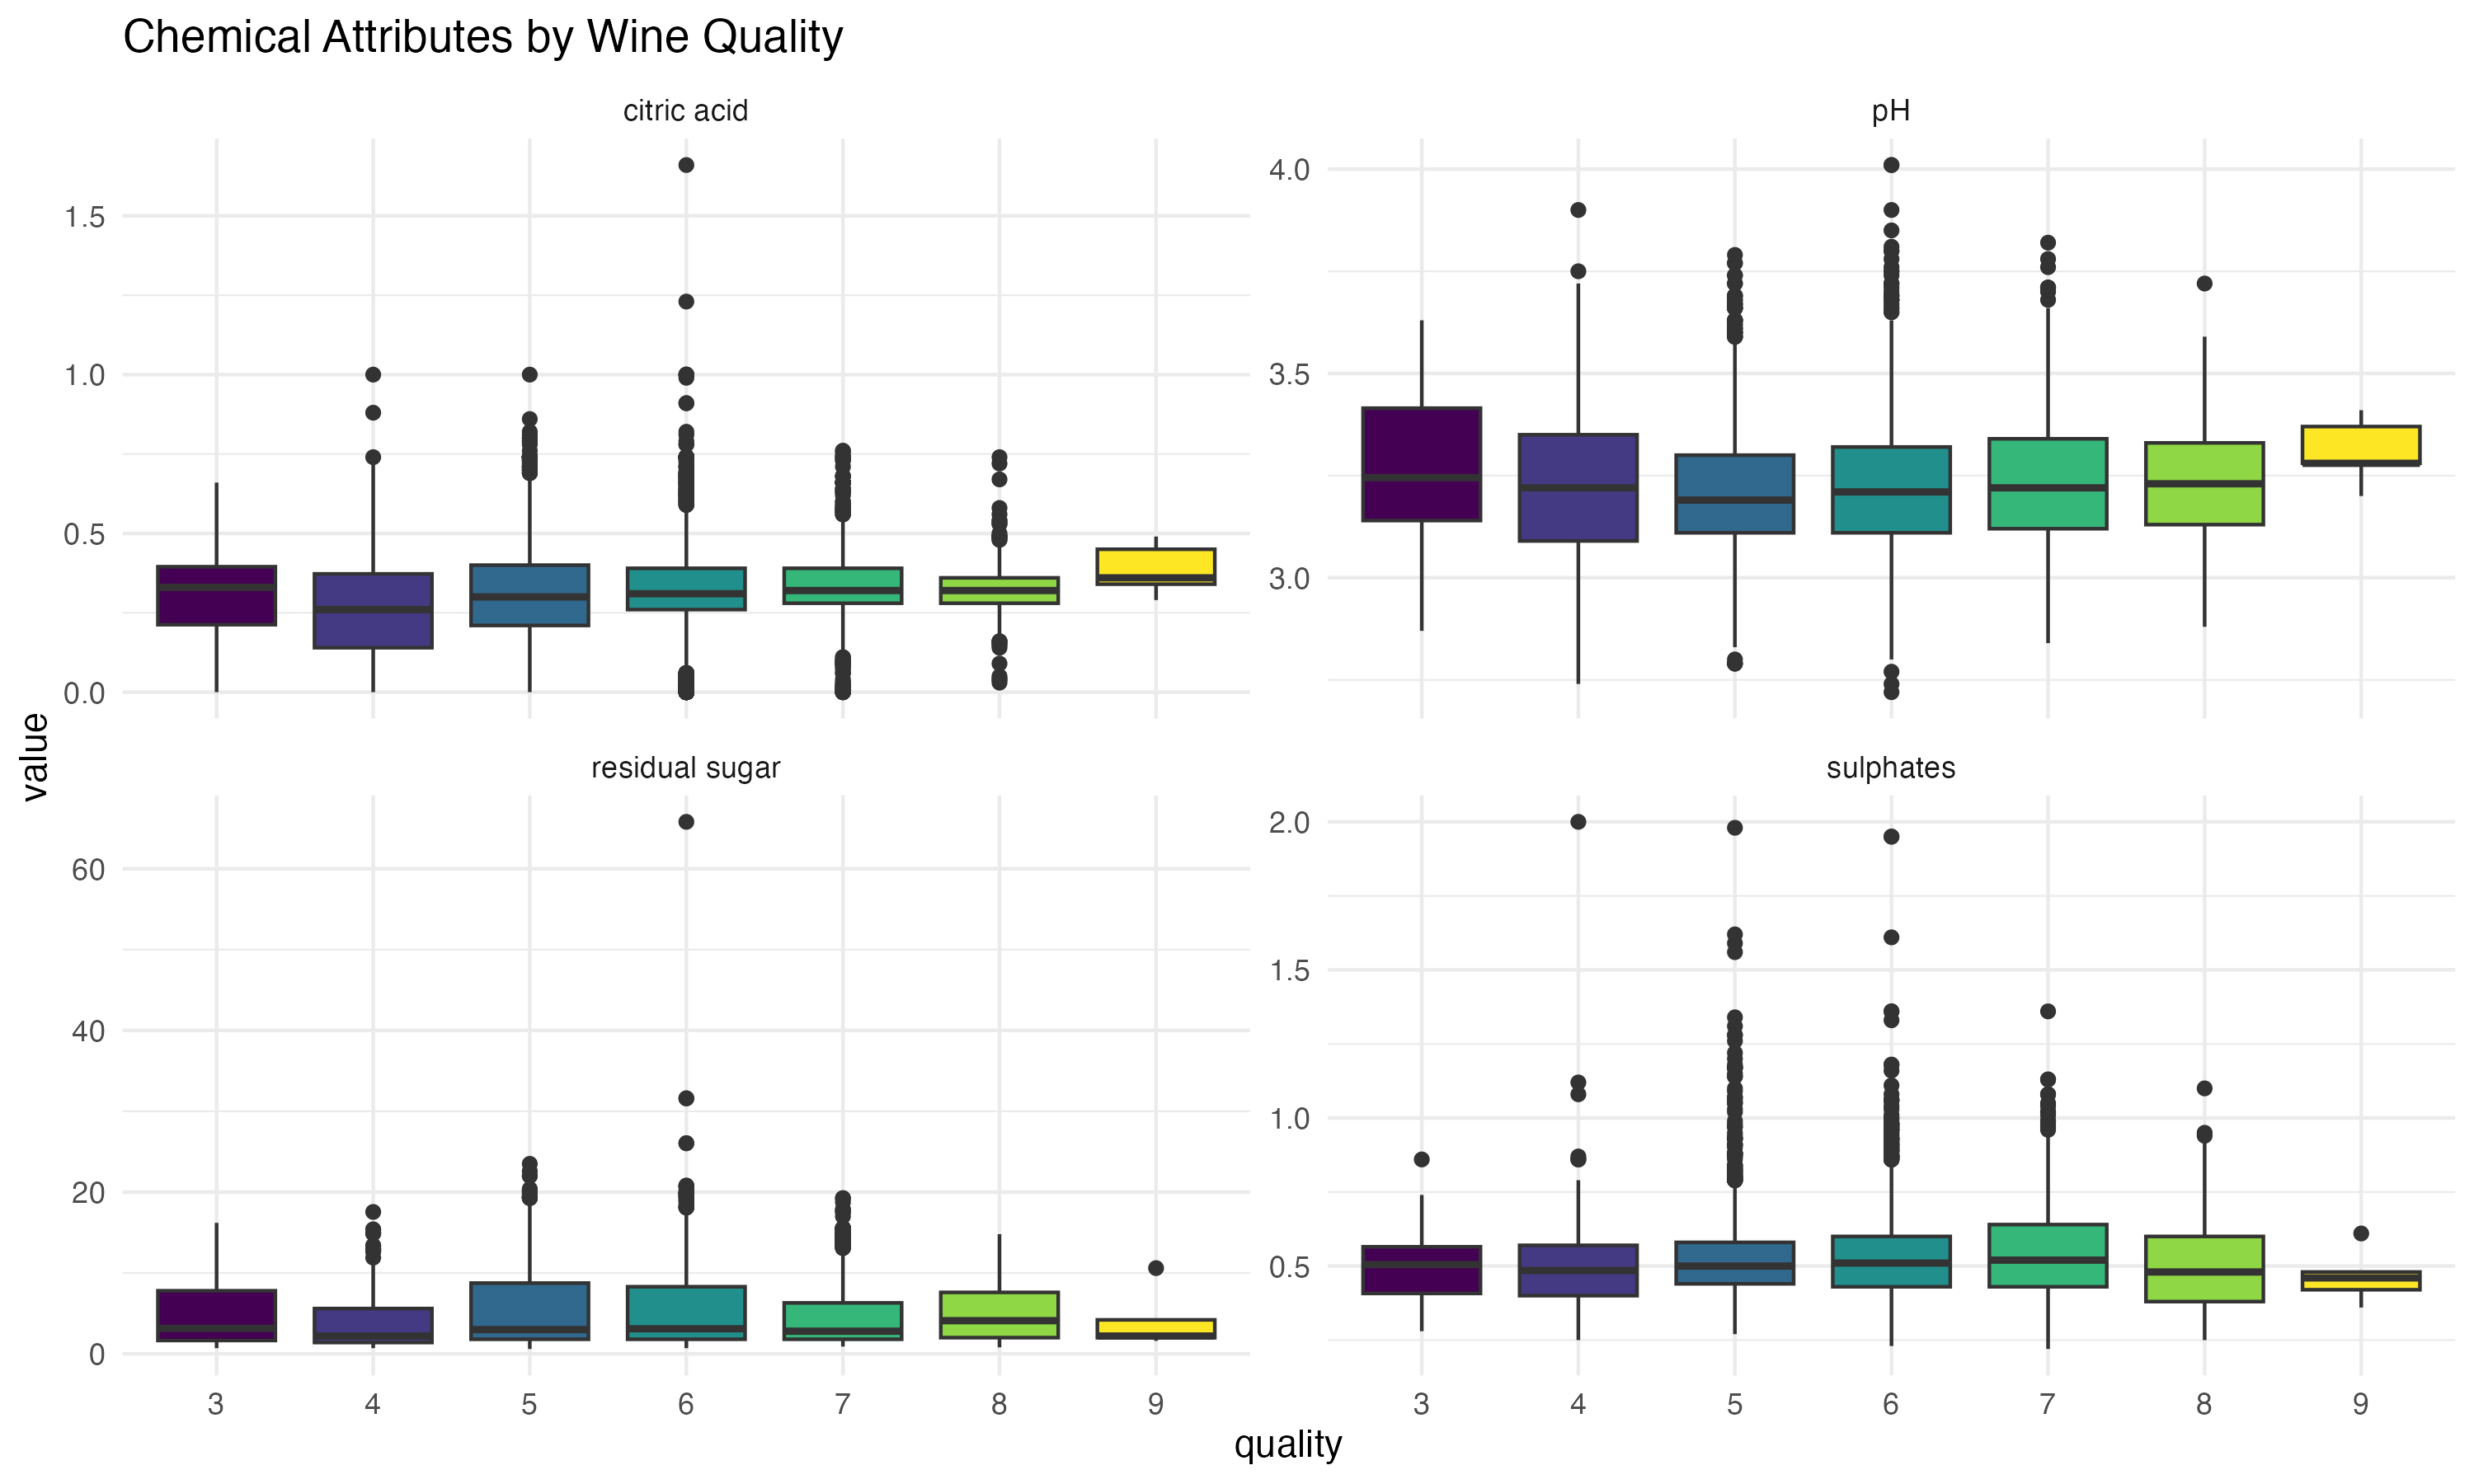 Chemical Attributes by Wine Quality
citric acid
pH
1.5
1.0
0.5
0.0
4.0
3.5
3.0
value
residual sugar
sulphates
60
40
20
0
2.0
1.5
1.0
0.5
3 4 5 6 7 8 9
3 4 5 6 7 8 9
quality